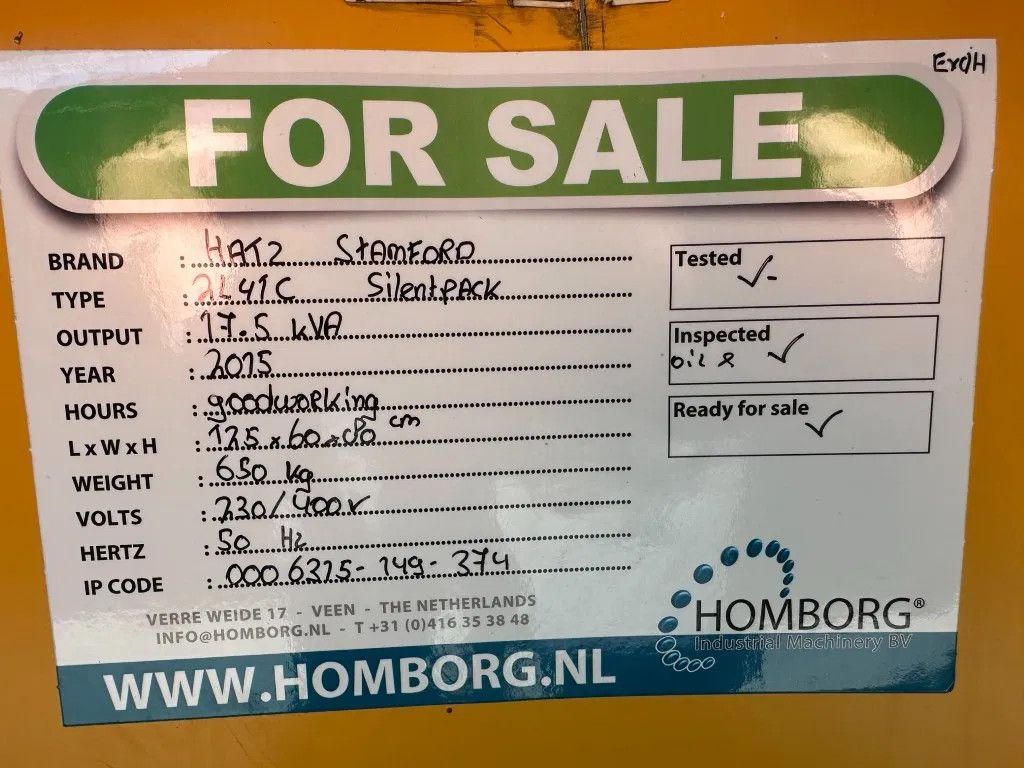 Erd/H
FOR SALE
BRAND : HATZ STAMFORD
TYPE : 2L41C SilentpACK
OUTPUT : 17.5 kVA
YEAR : 2015
HOURS : goodworking
L x W x H : 125 x 60 x 80 cm
WEIGHT : 650 kg
VOLTS : 230/400V
HERTZ : 50 Hz
IP CODE : 000 6315-149-374
Tested ✓-
Inspected ✓
oil &
Ready for sale ✓
VERRE WEIDE 17 - VEEN - THE NETHERLANDS
INFO@HOMBORG.NL - T +31 (0)416 35 38 48
HOMBORG®
Industrial Machinery BV
WWW.HOMBORG.NL